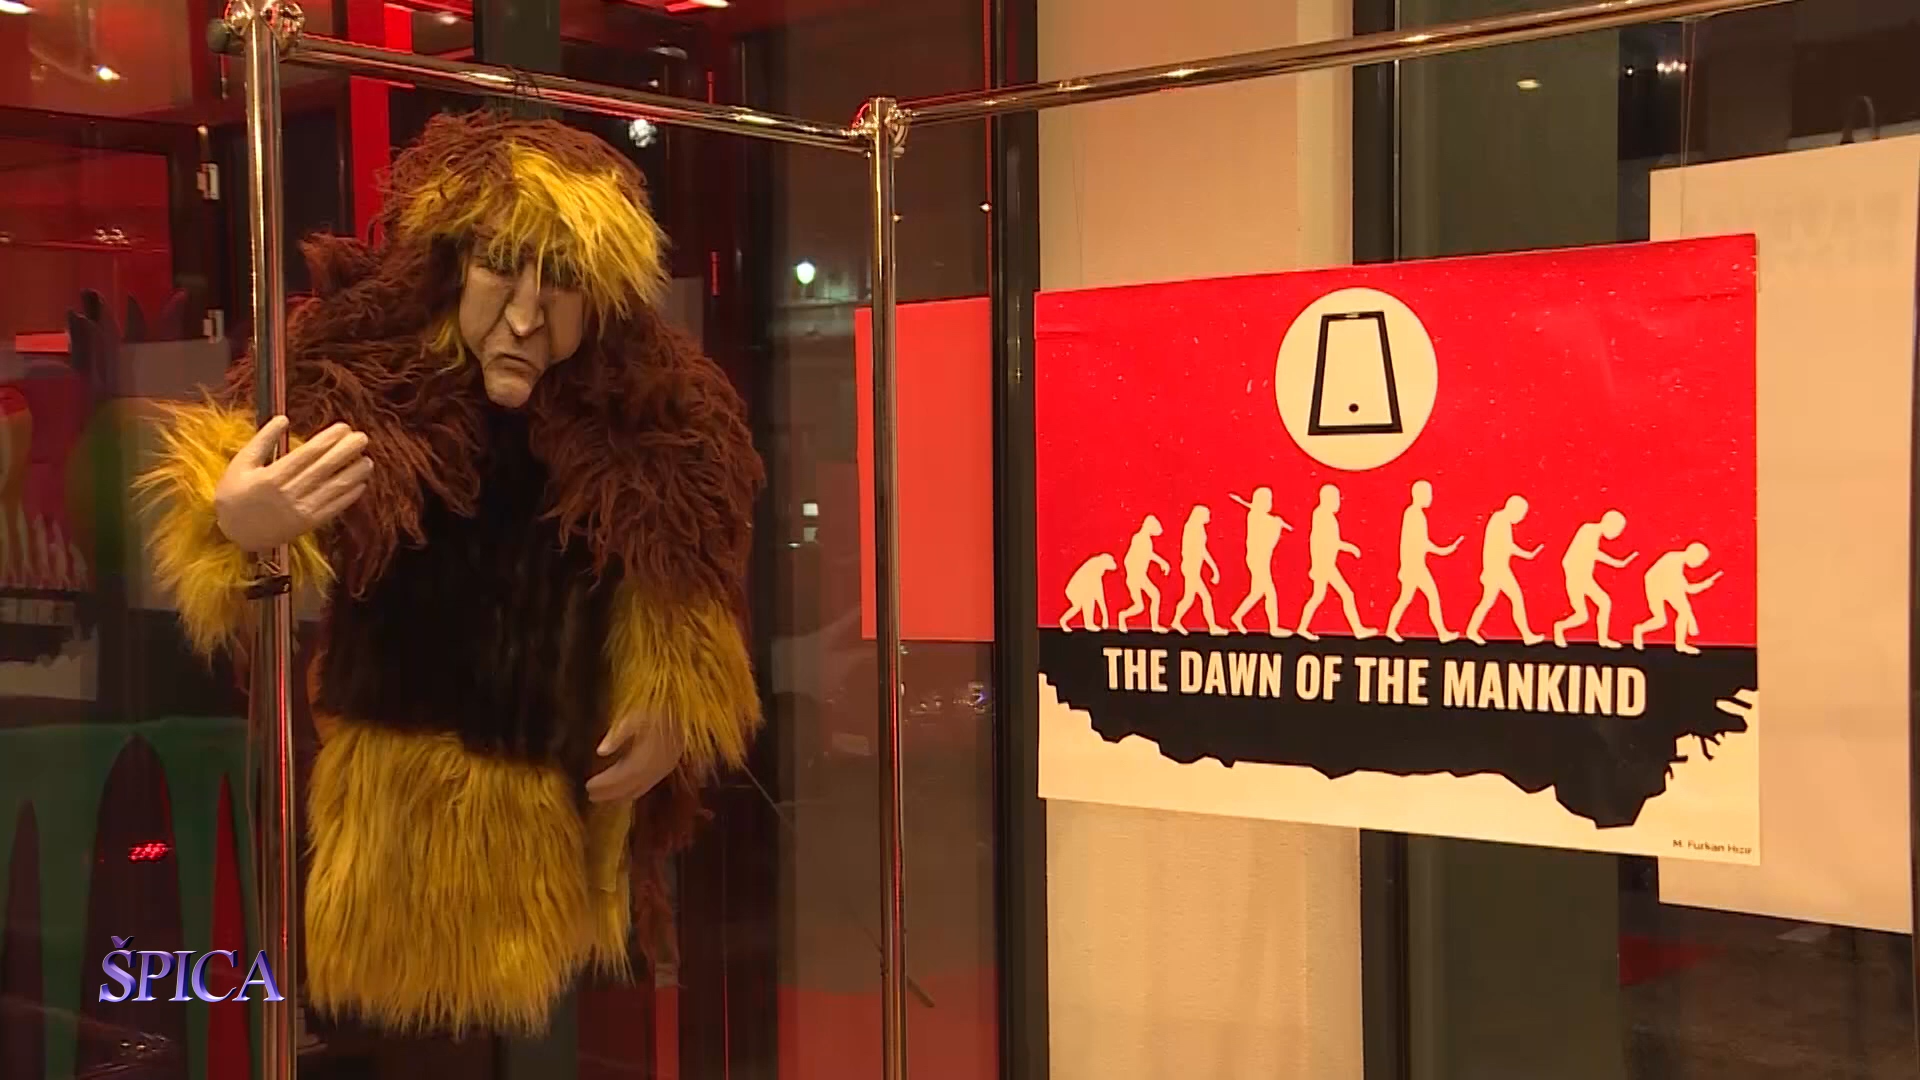 THE DAWN OF THE MANKIND
M. Furkan Hızır
ŠPICA